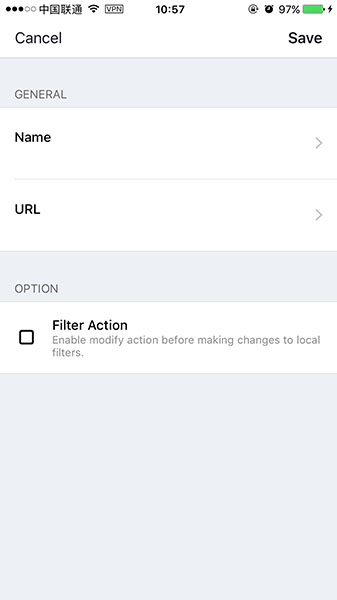 中国联通 VPN 10:57 97%
Cancel Save
GENERAL
Name
URL
OPTION
Filter Action
Enable modify action before making changes to local
filters.